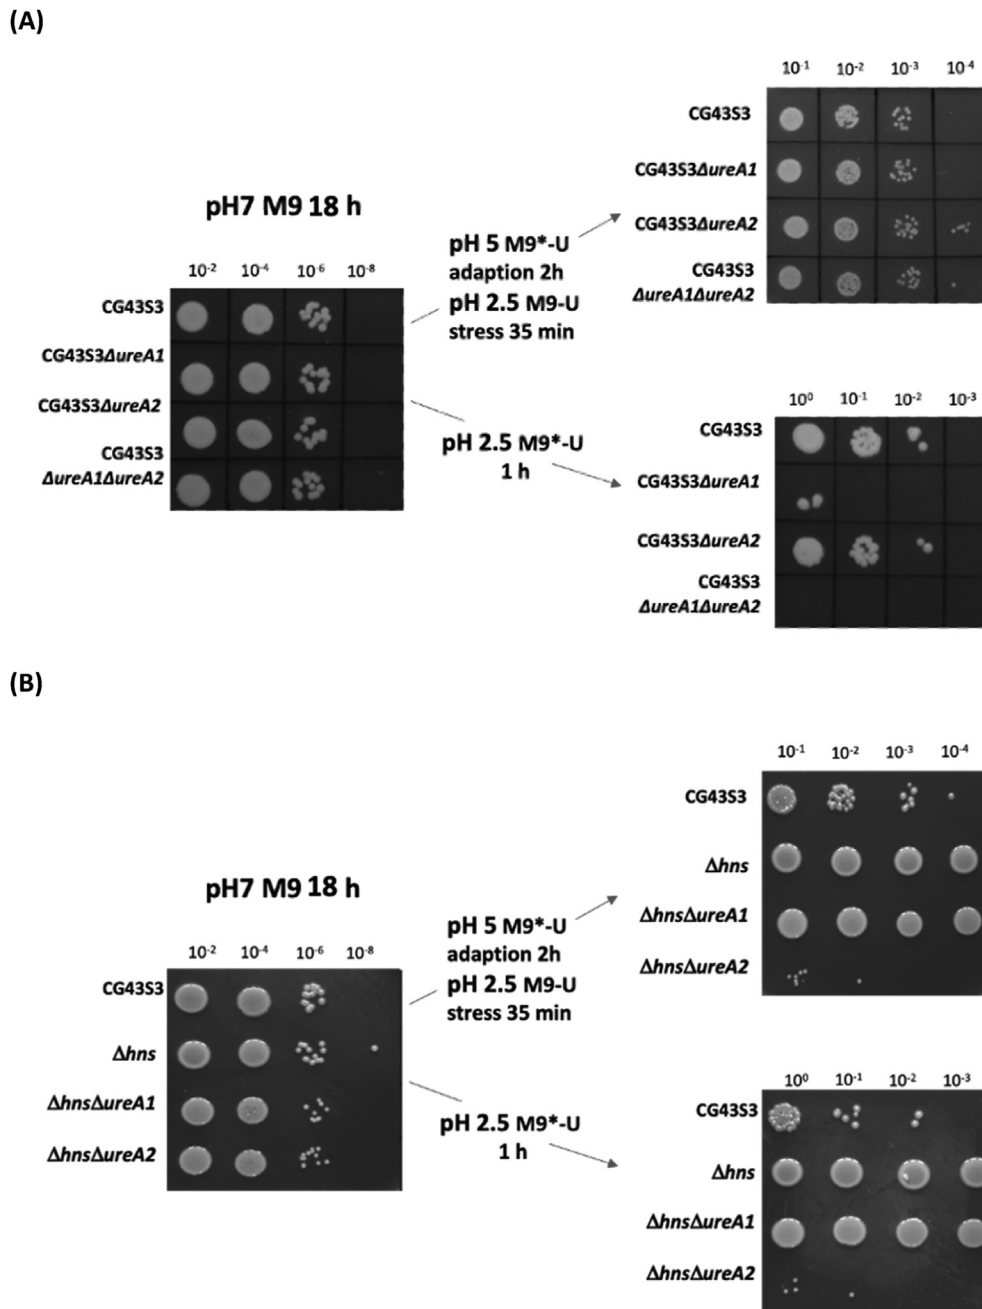 (A)
10-1 10-2 10-3 10-4
CG43S3
CG43S3ΔureA1
CG43S3ΔureA2
CG43S3
ΔureA1ΔureA2
pH7 M9 18 h
10-2 10-4 10-6 10-8
CG43S3
CG43S3ΔureA1
CG43S3ΔureA2
CG43S3
ΔureA1ΔureA2
pH 5 M9*-U
adaption 2h
pH 2.5 M9-U
stress 35 min
pH 2.5 M9*-U
1 h
100 10-1 10-2 10-3
CG43S3
CG43S3ΔureA1
CG43S3ΔureA2
CG43S3
ΔureA1ΔureA2
(B)
10-1 10-2 10-3 10-4
CG43S3
Δhns
ΔhnsΔureA1
ΔhnsΔureA2
pH7 M9 18 h
10-2 10-4 10-6 10-8
CG43S3
Δhns
ΔhnsΔureA1
ΔhnsΔureA2
pH 5 M9*-U
adaption 2h
pH 2.5 M9-U
stress 35 min
pH 2.5 M9*-U
1 h
100 10-1 10-2 10-3
CG43S3
Δhns
ΔhnsΔureA1
ΔhnsΔureA2